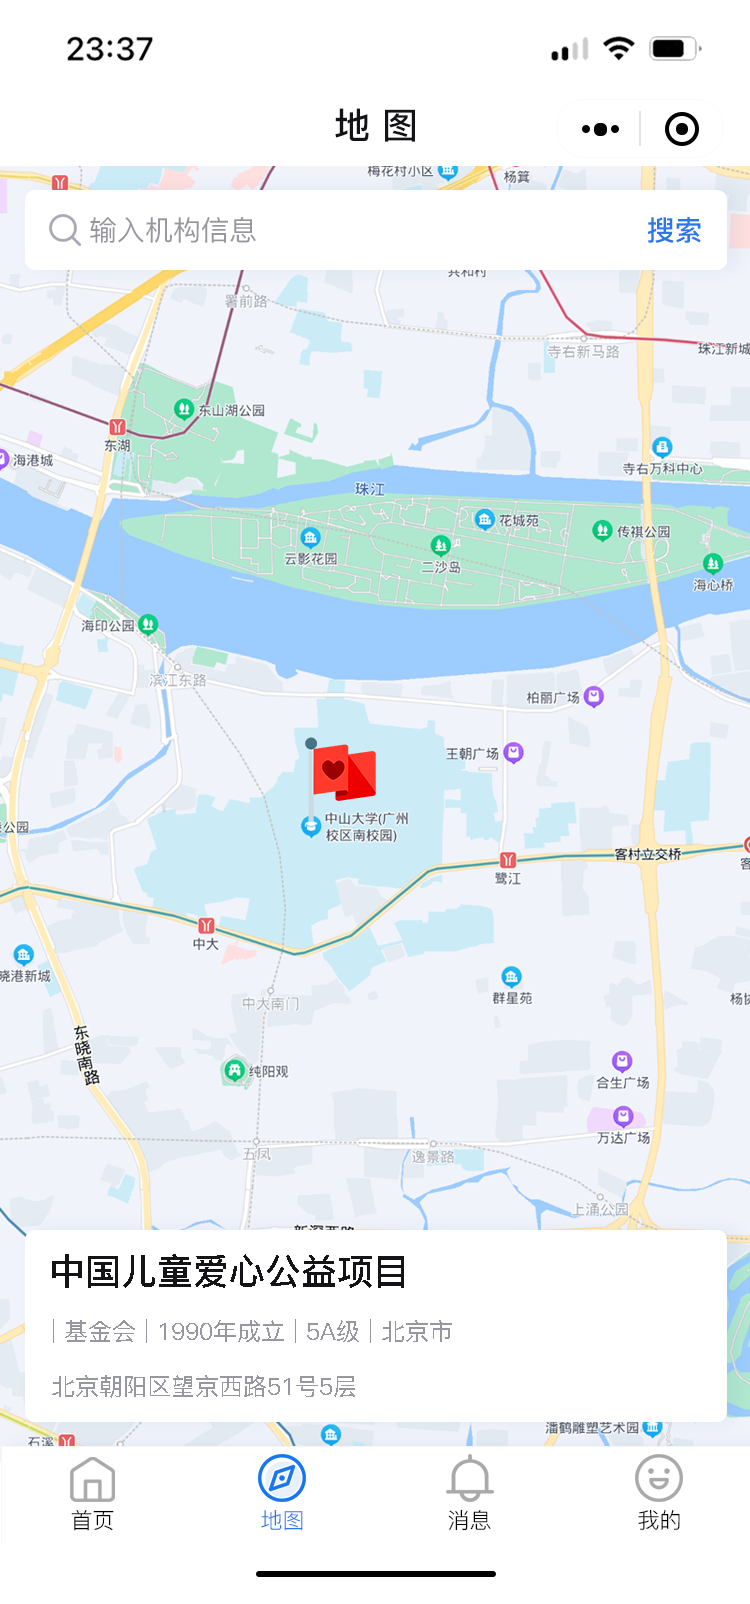 23:37
地 图
梅花村小区
杨箕
输入机构信息
搜索
共和村
署前路
寺右新马路
珠江新城
东山湖公园
东湖
海港城
寺右万科中心
珠江
花城苑
传祺公园
云影花园
二沙岛
海心桥
海印公园
滨江东路
柏丽广场
王朝广场
中山大学(广州
校区南校园)
公园
客村立交桥
客
鹭江
中大
晓港新城
群星苑
中大南门
杨协
东晓南路
纯阳观
合生广场
万达广场
五凤
逸景路
上涌公园
新滘西路
中国儿童爱心公益项目
| 基金会 | 1990年成立 | 5A级 | 北京市
北京朝阳区望京西路51号5层
潘鹤雕塑艺术园
石溪
首页
地图
消息
我的